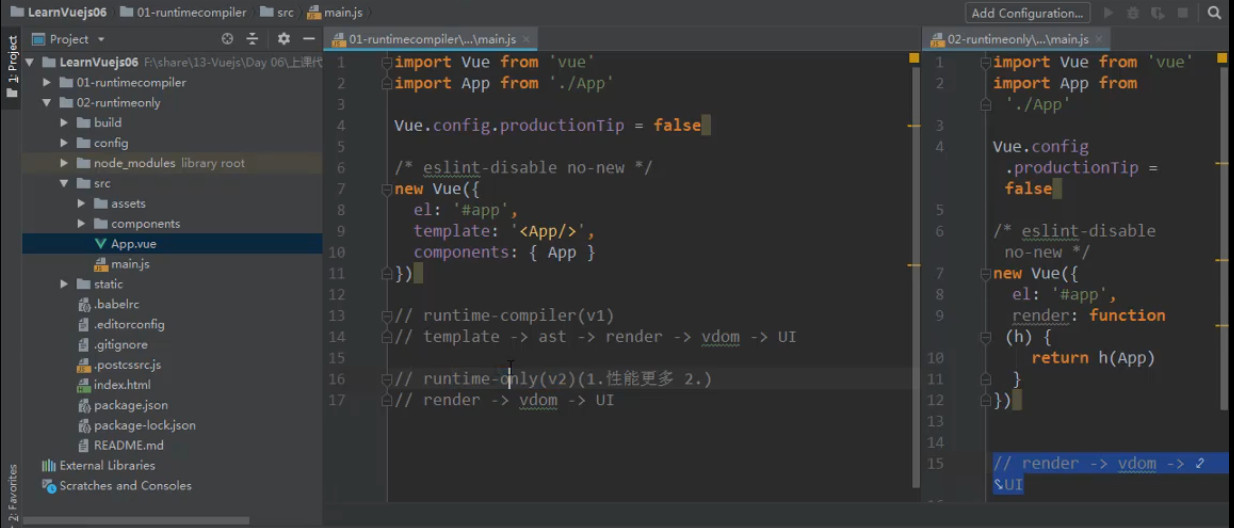 LearnVuejs06 01-runtimecompiler src main.js Add Configuration...
1: Project
Project
LearnVuejs06 F:\share\13-Vuejs\Day 06\上课代
01-runtimecompiler
02-runtimeonly
build
config
node_modules library root
src
assets
components
App.vue
main.js
static
.babelrc
.editorconfig
.gitignore
.postcssrc.js
index.html
package.json
package-lock.json
README.md
External Libraries
Scratches and Consoles
2: Favorites
01-runtimecompiler\...\main.js
1 import Vue from 'vue'
2 import App from './App'
3
4 Vue.config.productionTip = false
5
6 /* eslint-disable no-new */
7 new Vue({
8 el: '#app',
9 template: '<App/>',
10 components: { App }
11 })
12
13 // runtime-compiler(v1)
14 // template -> ast -> render -> vdom -> UI
15
16 // runtime-only(v2)(1.性能更多 2.)
17 // render -> vdom -> UI
02-runtimeonly\...\main.js
1 import Vue from 'vue'
2 import App from
'./App'
3
4 Vue.config
.productionTip =
false
5
6 /* eslint-disable
no-new */
7 new Vue({
8 el: '#app',
9 render: function
(h) {
10 return h(App)
11 }
12 })
13
14
15 // render -> vdom ->
UI